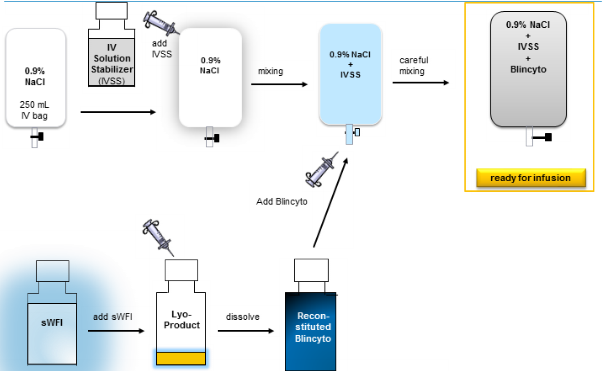 0.9%
NaCl
250 mL
IV bag
IV
Solution
Stabilizer
(IVSS)
add
IVSS
0.9%
NaCl
mixing
0.9% NaCl
+
IVSS
careful
mixing
0.9% NaCl
+
IVSS
+
Blincyto
ready for infusion
Add Blincyto
sWFI
add sWFI
Lyo-
Product
dissolve
Recon-
stituted
Blincyto